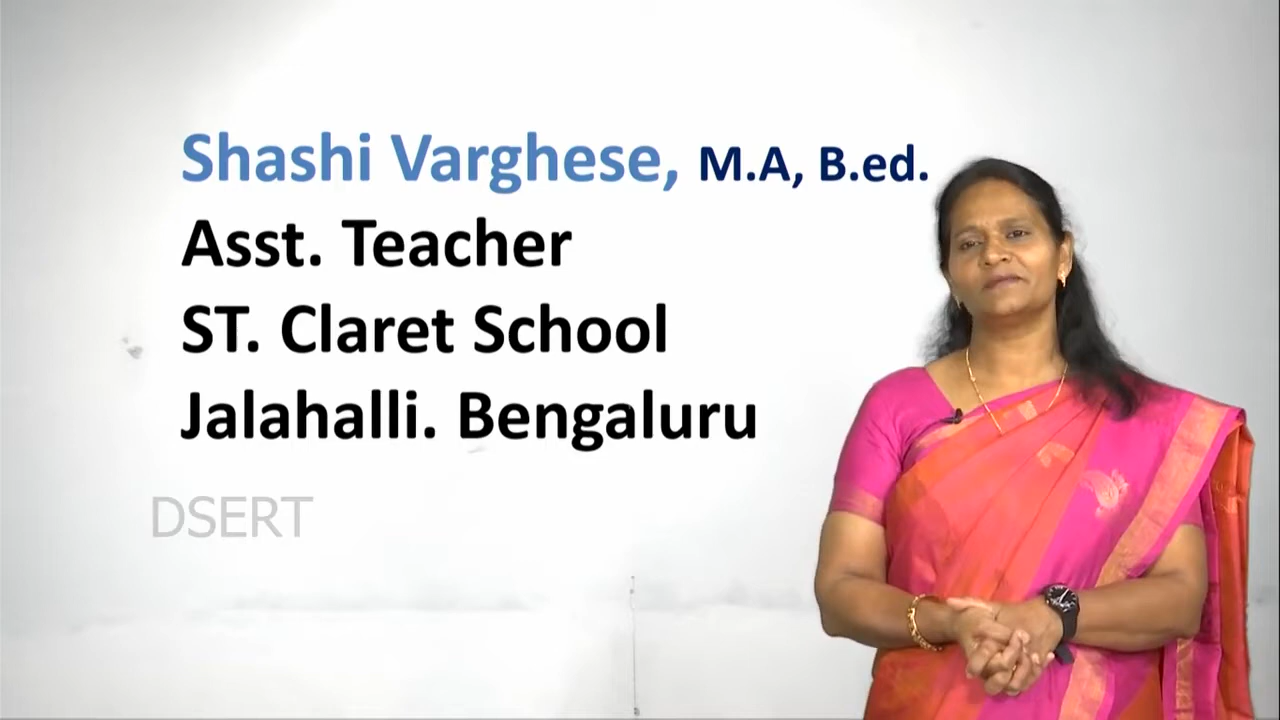 Shashi Varghese, M.A, B.ed.
Asst. Teacher
ST. Claret School
Jalahalli. Bengaluru
DSERT